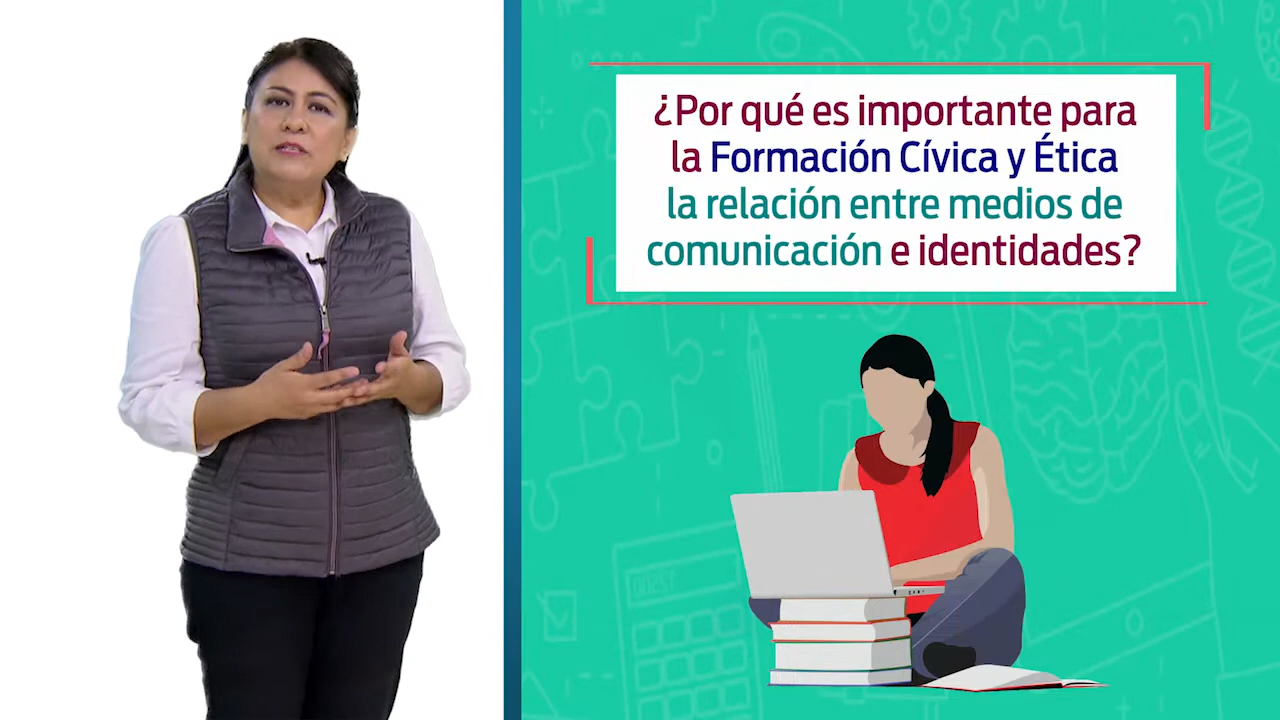 ¿Por qué es importante para
la Formación Cívica y Ética
la relación entre medios de
comunicación e identidades?